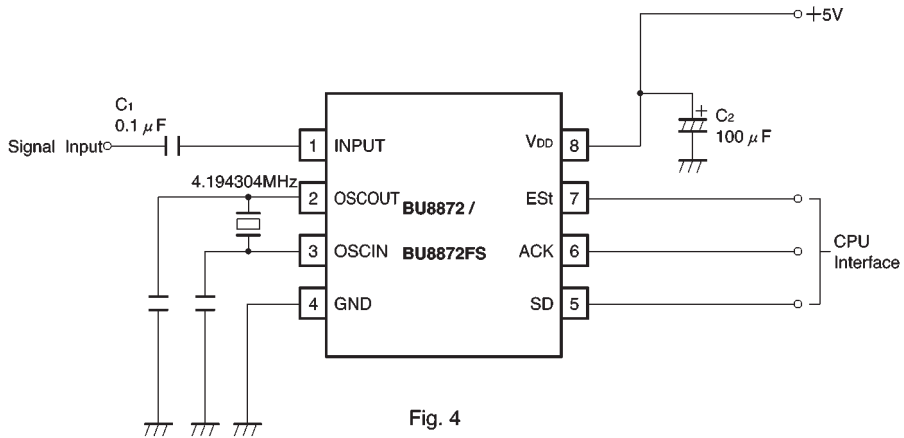 +5V
C1
0.1 μF
C2
100 μF
Signal Input
1 INPUT
VDD 8
4.194304MHz
2 OSCOUT
BU8872 /
ESt 7
3 OSCIN
BU8872FS
ACK 6
CPU
Interface
4 GND
SD 5
+
Fig. 4